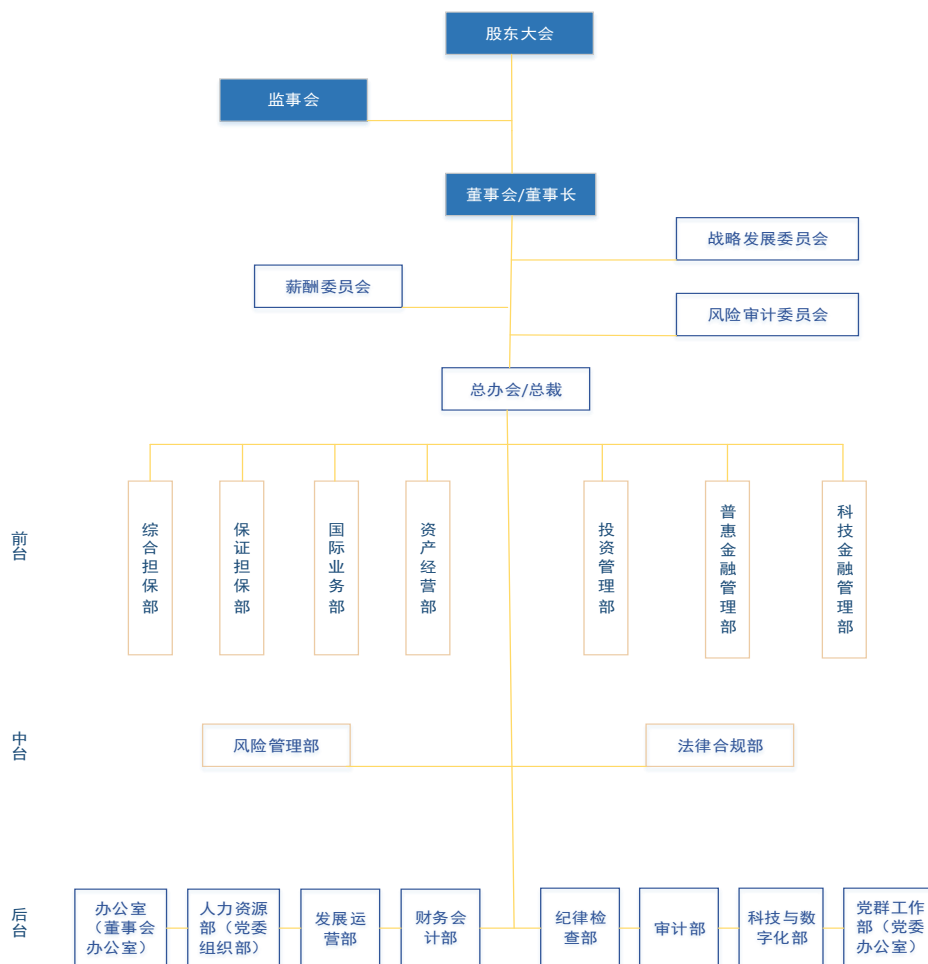 股东大会
监事会
董事会/董事长
战略发展委员会
薪酬委员会
风险审计委员会
总办会/总裁
前台
综合担保部
保证担保部
国际业务部
资产经营部
投资管理部
普惠金融管理部
科技金融管理部
中台
风险管理部
法律合规部
后台
办公室
（董事会
办公室）
人力资源
部（党委
组织部）
发展运
营部
财务会
计部
纪律检
查部
审计部
科技与数
字化部
党群工作
部（党委
办公室）